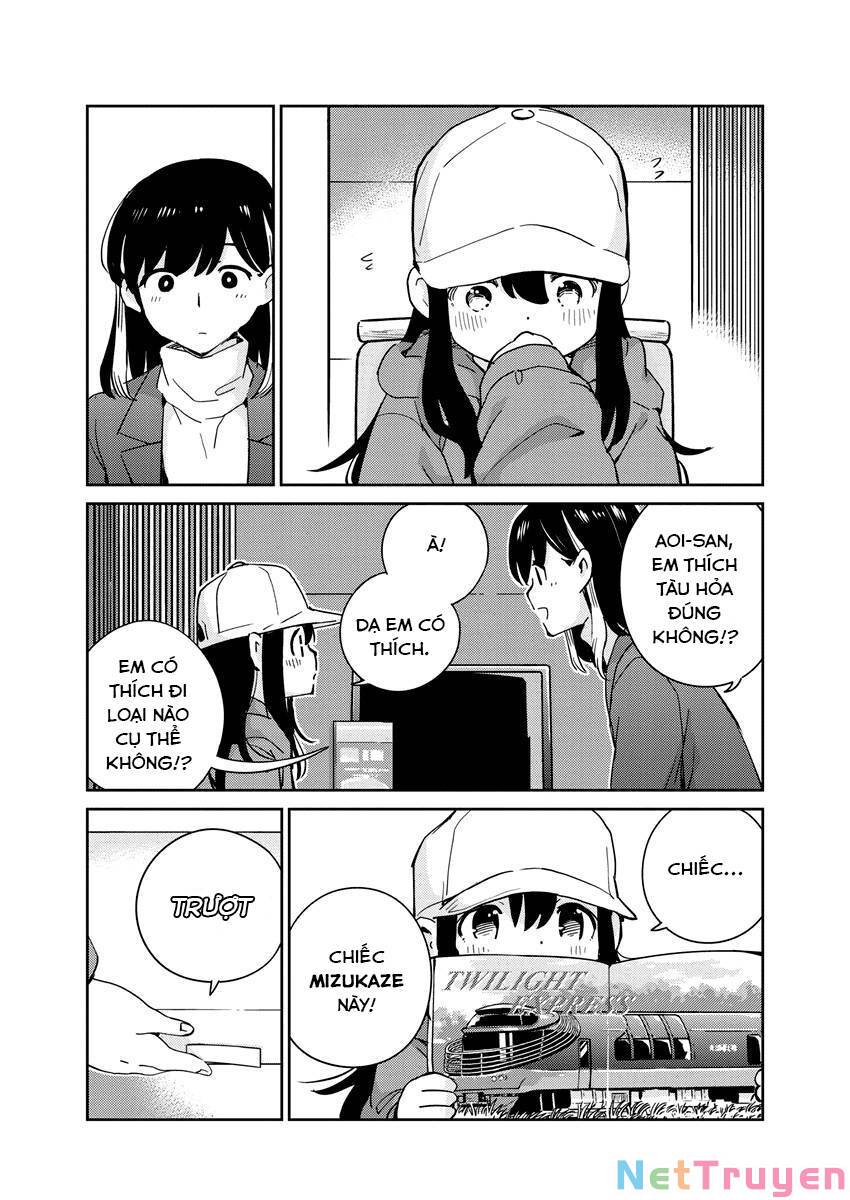 AOI-SAN,
EM THÍCH
TÀU HỎA
ĐÚNG
KHÔNG!?
À!
DẠ EM CÓ
THÍCH.
EM CÓ
THÍCH ĐI
LOẠI NÀO
CỤ THỂ
KHÔNG!?
CHIẾC...
CHIẾC
MIZUKAZE
NÀY!
TWILIGHT
EXPRESS
TRƯỢT
NetTruyen